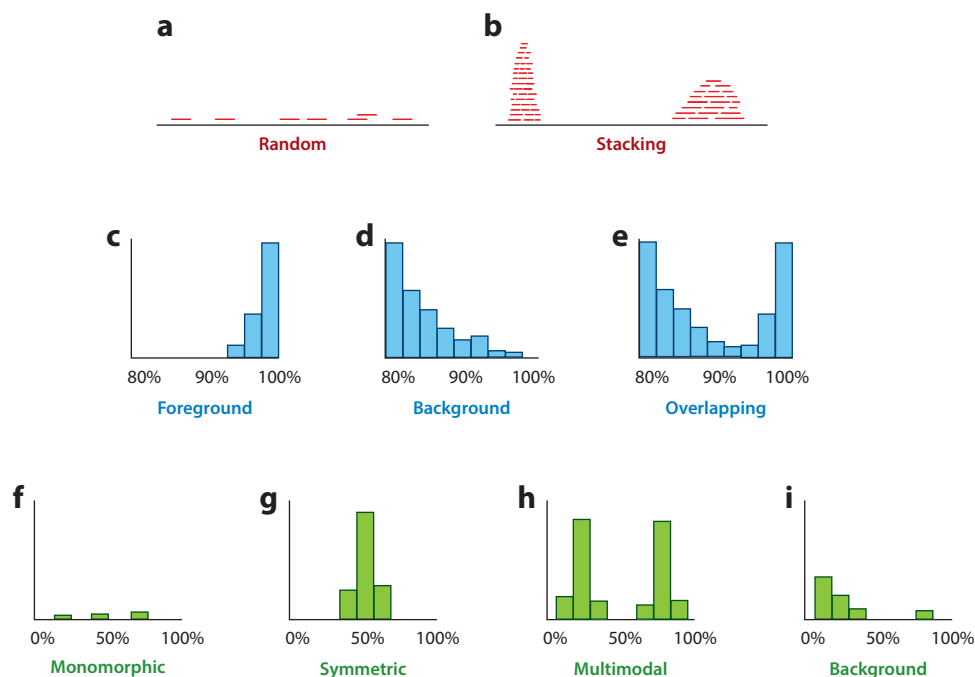 a b
Random Stacking
c d e
80% 90% 100% 80% 90% 100% 80% 90% 100%
Foreground Background Overlapping
f g h i
0% 50% 100% 0% 50% 100% 0% 50% 100% 0% 50% 100%
Monomorphic Symmetric Multimodal Background